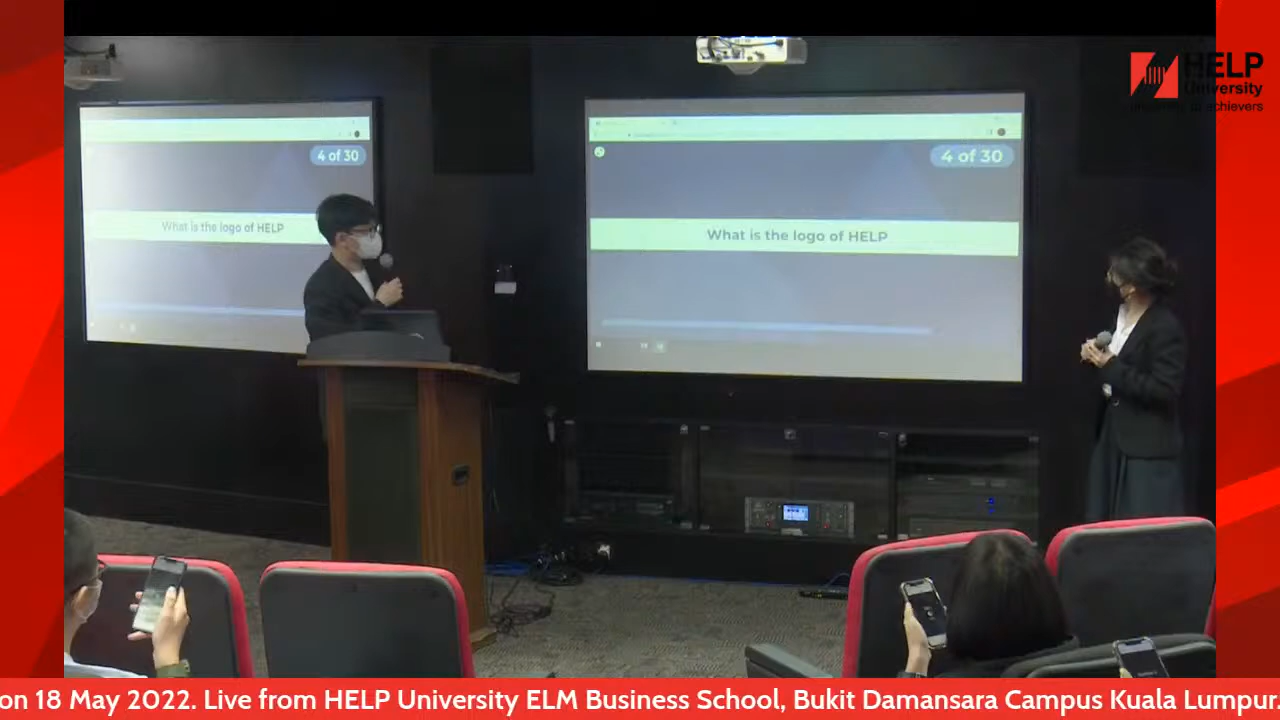 HELP
University
4 of 30
What is the logo of HELP
4 of 30
What is the logo of HELP
on 18 May 2022. Live from HELP University ELM Business School, Bukit Damansara Campus Kuala Lumpur.